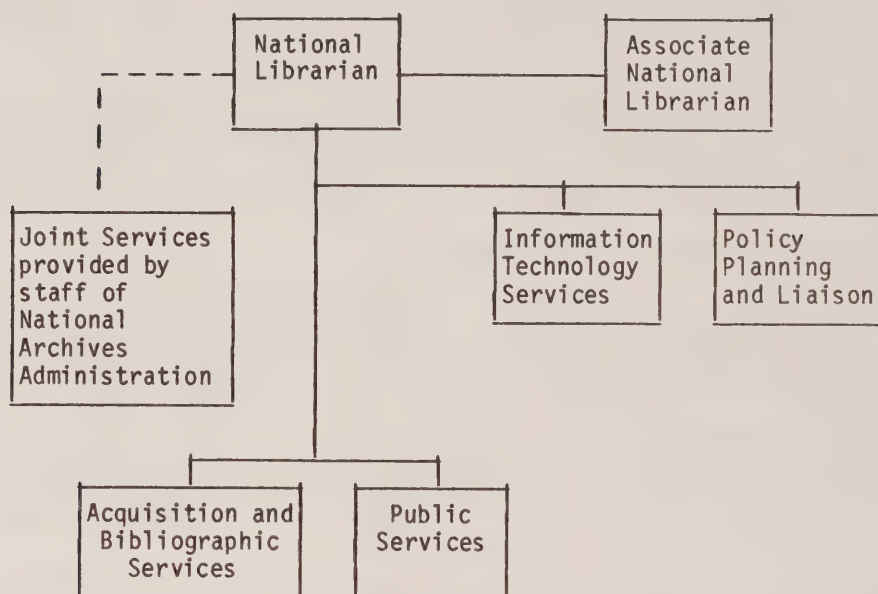 National
Librarian
Associate
National
Librarian
Joint Services
provided by
staff of
National
Archives
Administration
Information
Technology
Services
Policy
Planning
and Liaison
Acquisition and
Bibliographic
Services
Public
Services